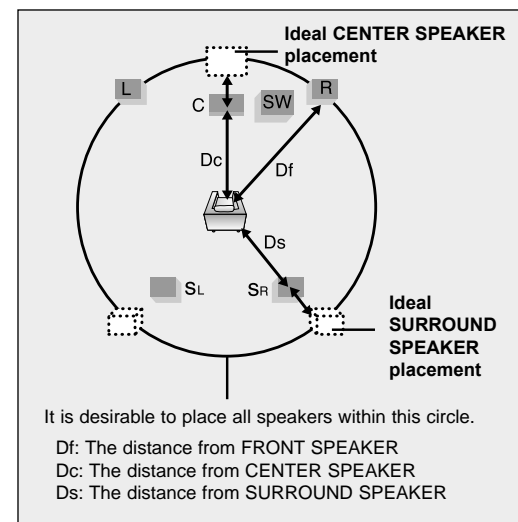 Ideal CENTER SPEAKER
placement
L
R
C
SW
Dc
Df
Ds
SL
SR
Ideal
SURROUND
SPEAKER
placement
It is desirable to place all speakers within this circle.
Df: The distance from FRONT SPEAKER
Dc: The distance from CENTER SPEAKER
Ds: The distance from SURROUND SPEAKER